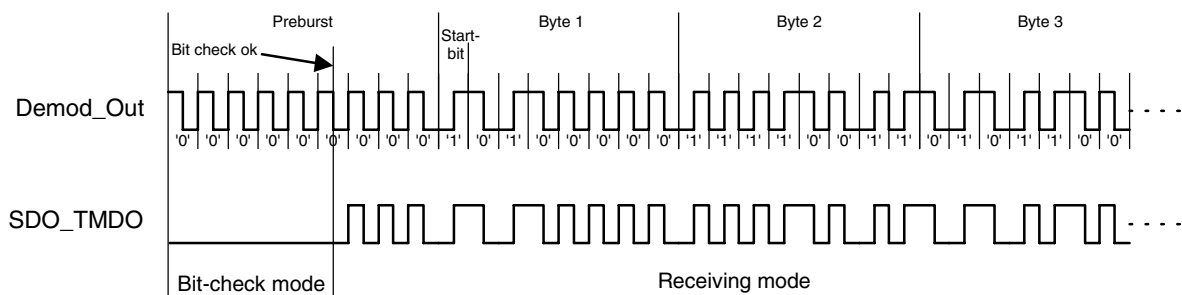 Preburst Byte 1 Byte 2 Byte 3
Start-
bit
Bit check ok
Demod_Out
'0' '0' '0' '0' '0' '0' '0' '0' '0' '1' '0' '1' '0' '0' '0' '0' '0' '1' '1' '1' '1' '0' '0' '1' '1' '0' '1' '0' '1' '1' '0' '0'
SDO_TMDO
Bit-check mode Receiving mode